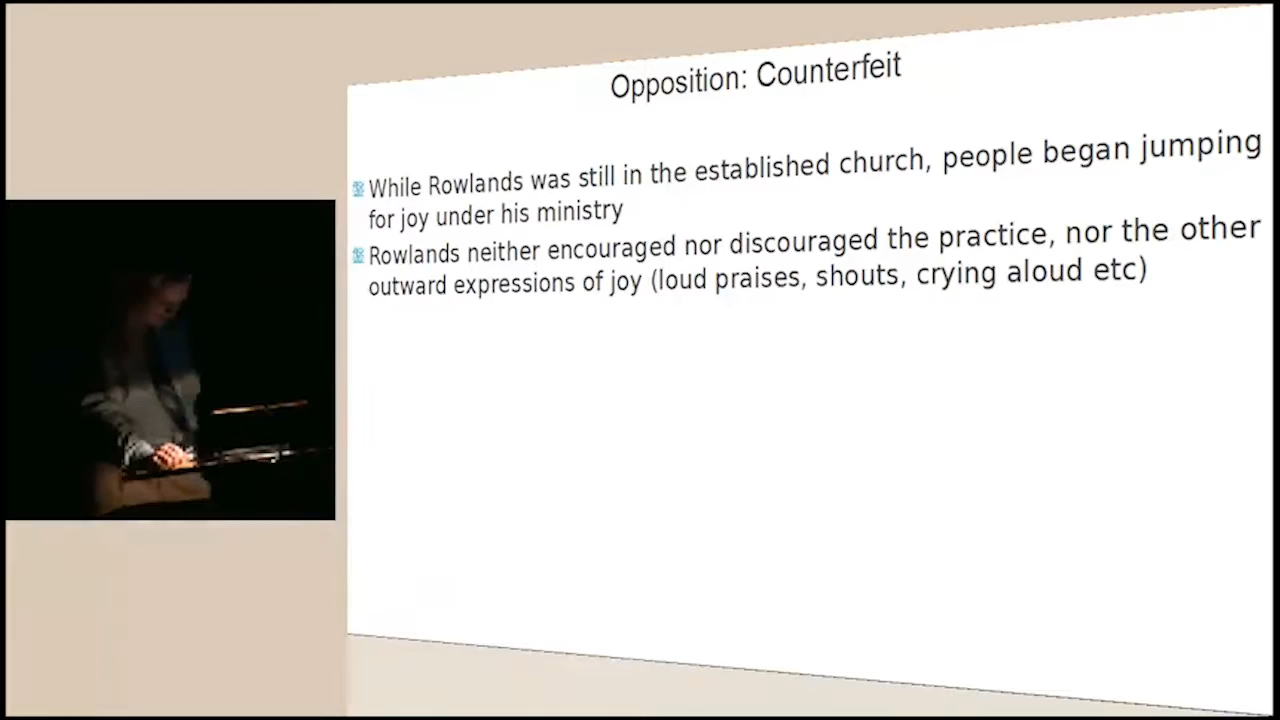 Opposition: Counterfeit
While Rowlands was still in the established church, people began jumping
for joy under his ministry
Rowlands neither encouraged nor discouraged the practice, nor the other
outward expressions of joy (loud praises, shouts, crying aloud etc)